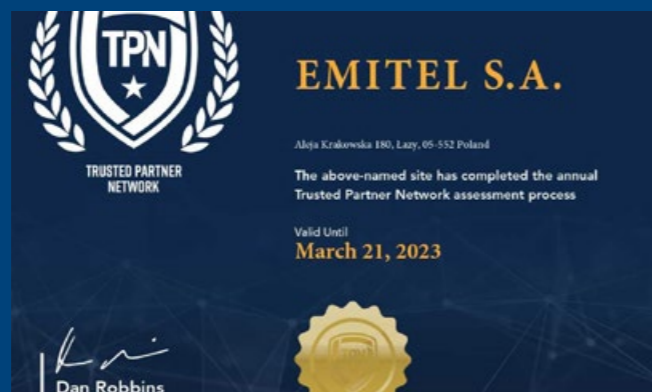 TPN
TRUSTED PARTNER
NETWORK
EMITEL S.A.
Aleja Krakowska 180, Łazy, 05-552 Poland
The above-named site has completed the annual
Trusted Partner Network assessment process
Valid Until
March 21, 2023
Dan Robbins